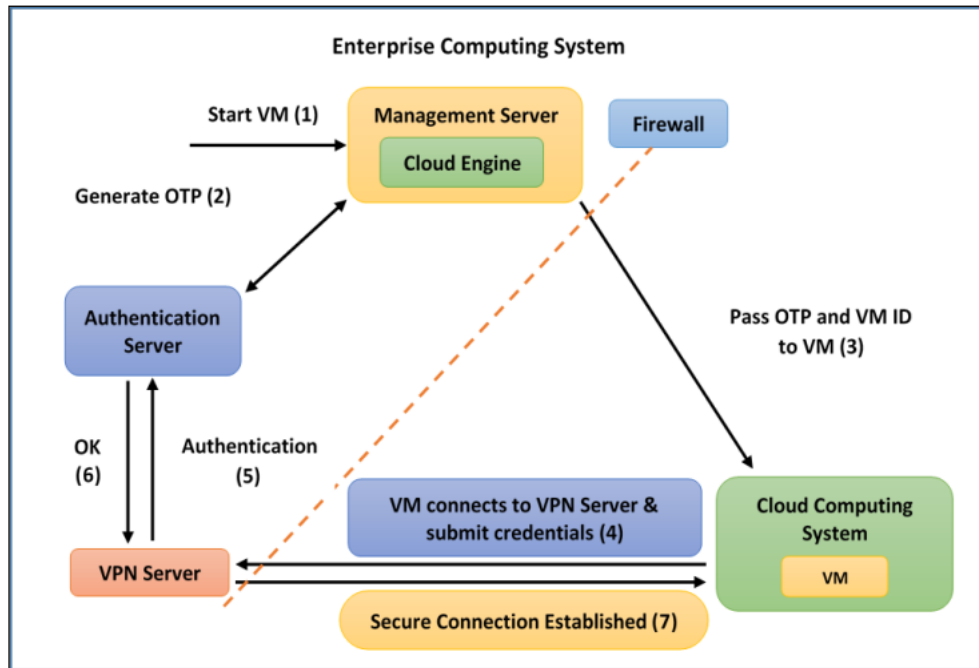 Enterprise Computing System
Start VM (1)
Management Server
Cloud Engine
Firewall
Generate OTP (2)
Authentication
Server
Pass OTP and VM ID
to VM (3)
OK
(6)
Authentication
(5)
VM connects to VPN Server &
submit credentials (4)
Cloud Computing
System
VM
VPN Server
Secure Connection Established (7)